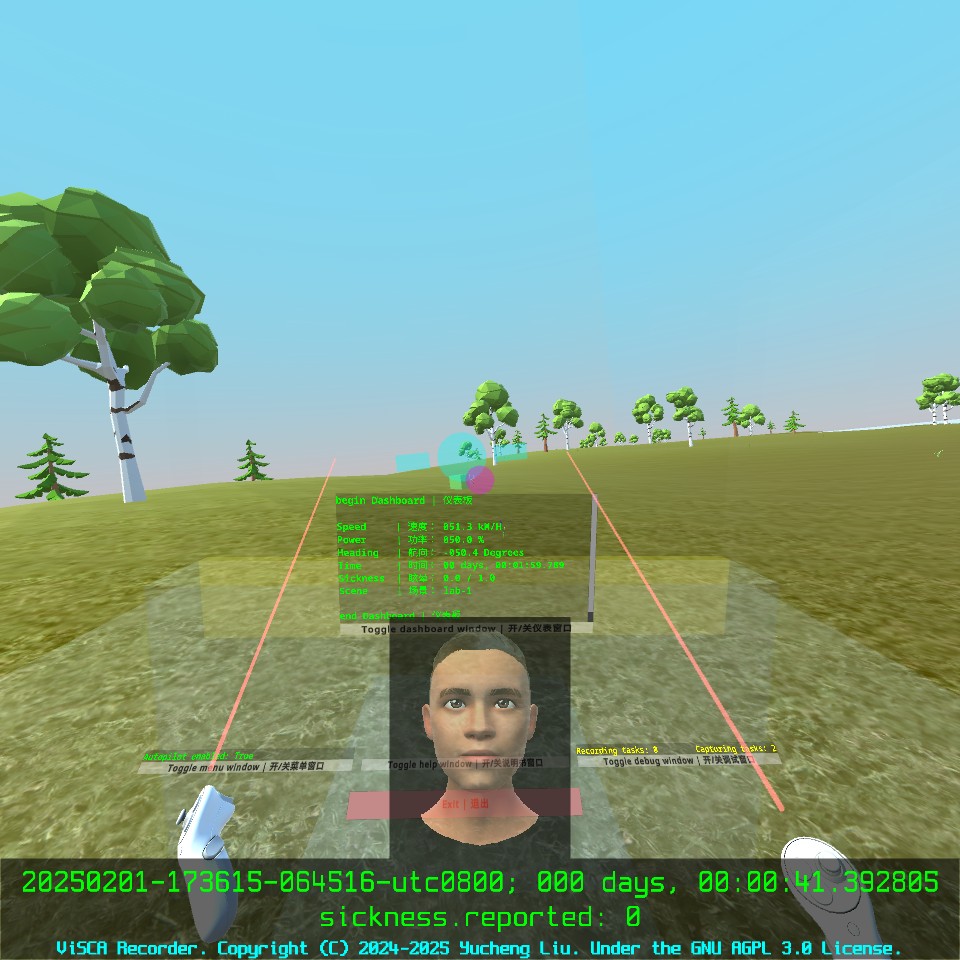 begin Dashboard | 仪表板
Speed | 速度: 051.3 kM/H
Power | 功率: 050.0 %
Heading | 航向: -050.4 Degrees
Time | 时间: 00 days, 00:01:59.789
Sickness | 眩晕: 0.0 / 1.0
Scene | 场景: Inb-1
end Dashboard | 仪表板
Toggle dashboard window | 开/关仪表窗口
Autopilot enabled: True
Recording tasks: 0 Capturing tasks: 2
Toggle menu window | 开/关菜单窗口
Toggle help window | 开/关说明窗口
Toggle debug window | 开/关调试窗口
Exit | 退出
20250201-173615-064516-utc0800; 000 days, 00:00:41.392805
sickness.reported: 0
ViSCA Recorder. Copyright (C) 2024-2025 Yucheng Liu. Under the GNU AGPL 3.0 License.